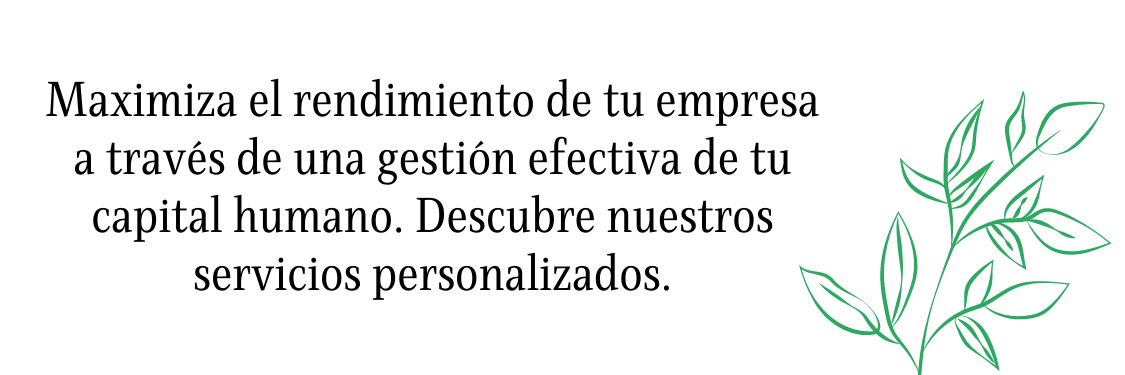 Maximiza el rendimiento de tu empresa
a través de una gestión efectiva de tu
capital humano. Descubre nuestros
servicios personalizados.